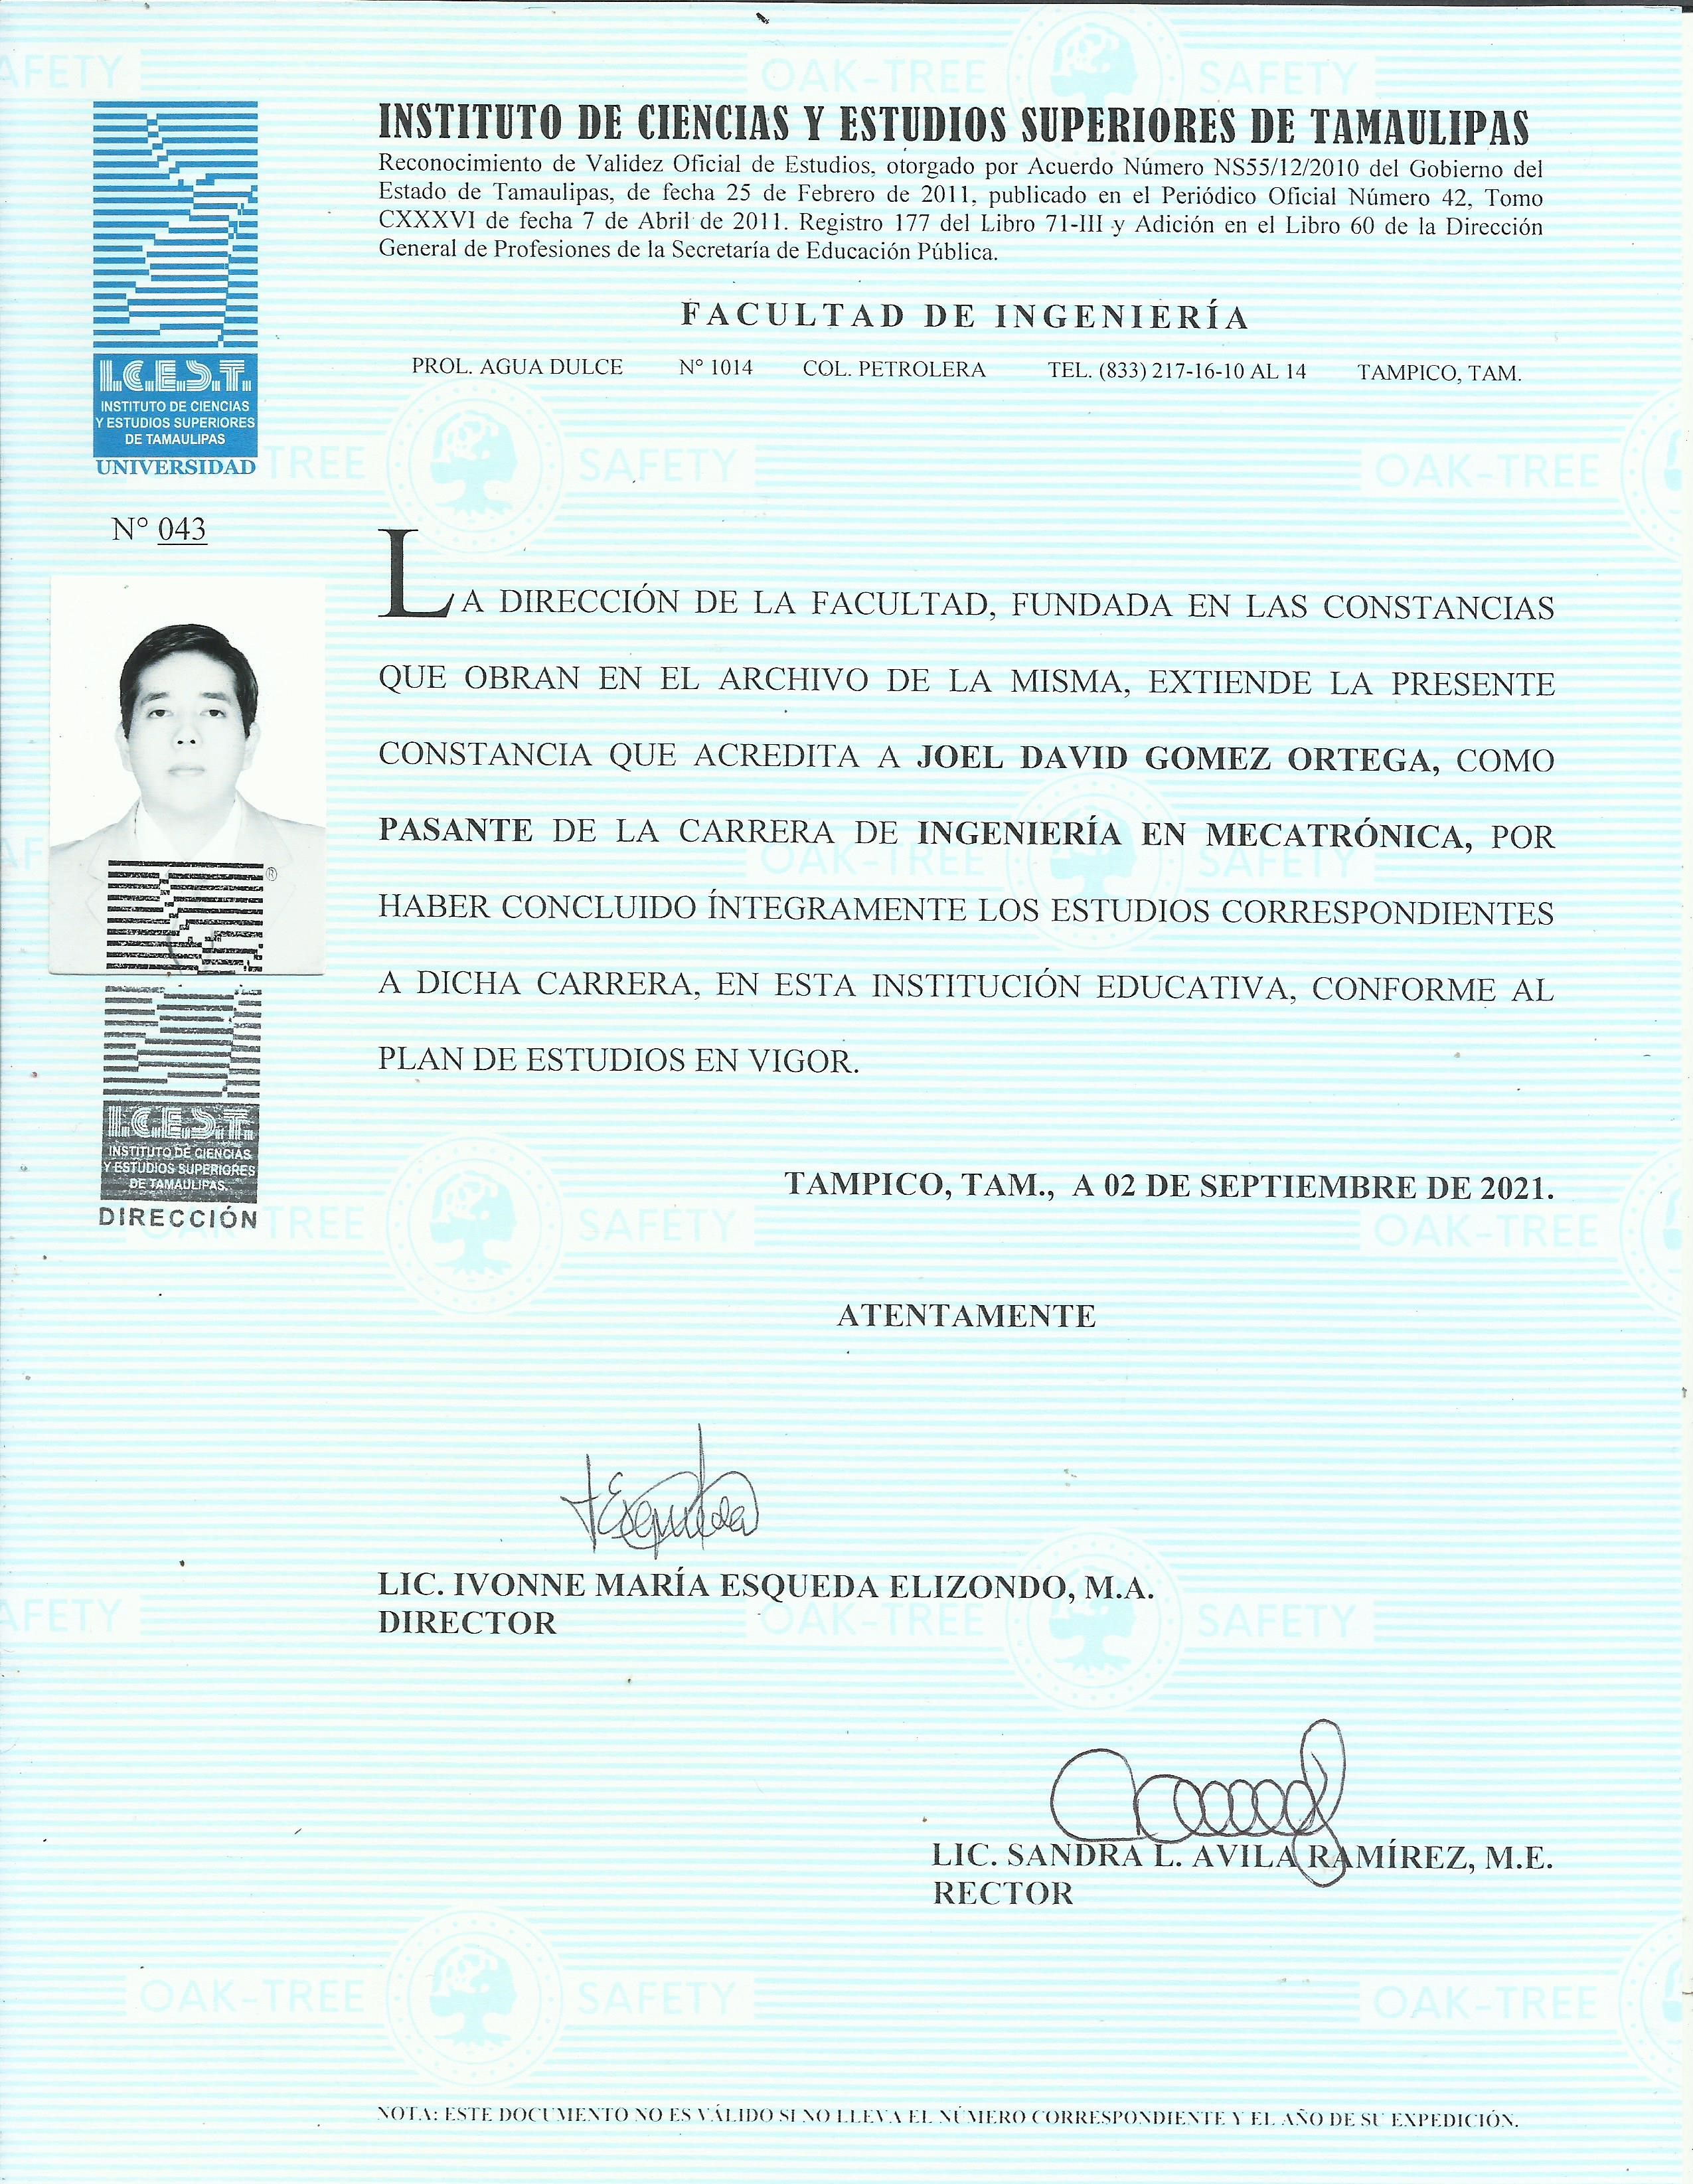 INSTITUTO DE CIENCIAS Y ESTUDIOS SUPERIORES DE TAMAULIPAS
Reconocimiento de Validez Oficial de Estudios, otorgado por Acuerdo Número NS55/12/2010 del Gobierno del
Estado de Tamaulipas, de fecha 25 de Febrero de 2011, publicado en el Periódico Oficial Número 42, Tomo
CXXXVI de fecha 7 de Abril de 2011. Registro 177 del Libro 71-III y Adición en el Libro 60 de la Dirección
General de Profesiones de la Secretaría de Educación Pública.
FACULTAD DE INGENIERÍA
PROL. AGUA DULCE N° 1014 COL. PETROLERA TEL. (833) 217-16-10 AL 14 TAMPICO, TAM.
I.C.E.S.T.
INSTITUTO DE CIENCIAS
Y ESTUDIOS SUPERIORES
DE TAMAULIPAS
UNIVERSIDAD
N° 043
LA DIRECCIÓN DE LA FACULTAD, FUNDADA EN LAS CONSTANCIAS
QUE OBRAN EN EL ARCHIVO DE LA MISMA, EXTIENDE LA PRESENTE
CONSTANCIA QUE ACREDITA A JOEL DAVID GOMEZ ORTEGA, COMO
PASANTE DE LA CARRERA DE INGENIERÍA EN MECATRÓNICA, POR
HABER CONCLUIDO ÍNTEGRAMENTE LOS ESTUDIOS CORRESPONDIENTES
A DICHA CARRERA, EN ESTA INSTITUCIÓN EDUCATIVA, CONFORME AL
PLAN DE ESTUDIOS EN VIGOR.
®
I.C.E.S.T.
INSTITUTO DE CIENCIAS
Y ESTUDIOS SUPERIORES
DE TAMAULIPAS.
DIRECCIÓN
TAMPICO, TAM., A 02 DE SEPTIEMBRE DE 2021.
ATENTAMENTE
LIC. IVONNE MARÍA ESQUEDA ELIZONDO, M.A.
DIRECTOR
LIC. SANDRA L. AVILA RAMÍREZ, M.E.
RECTOR
OAK-TREE SAFETY OAK-TREE
NOTA: ESTE DOCUMENTO NO ES VÁLIDO SI NO LLEVA EL NÚMERO CORRESPONDIENTE Y EL AÑO DE SU EXPEDICIÓN.